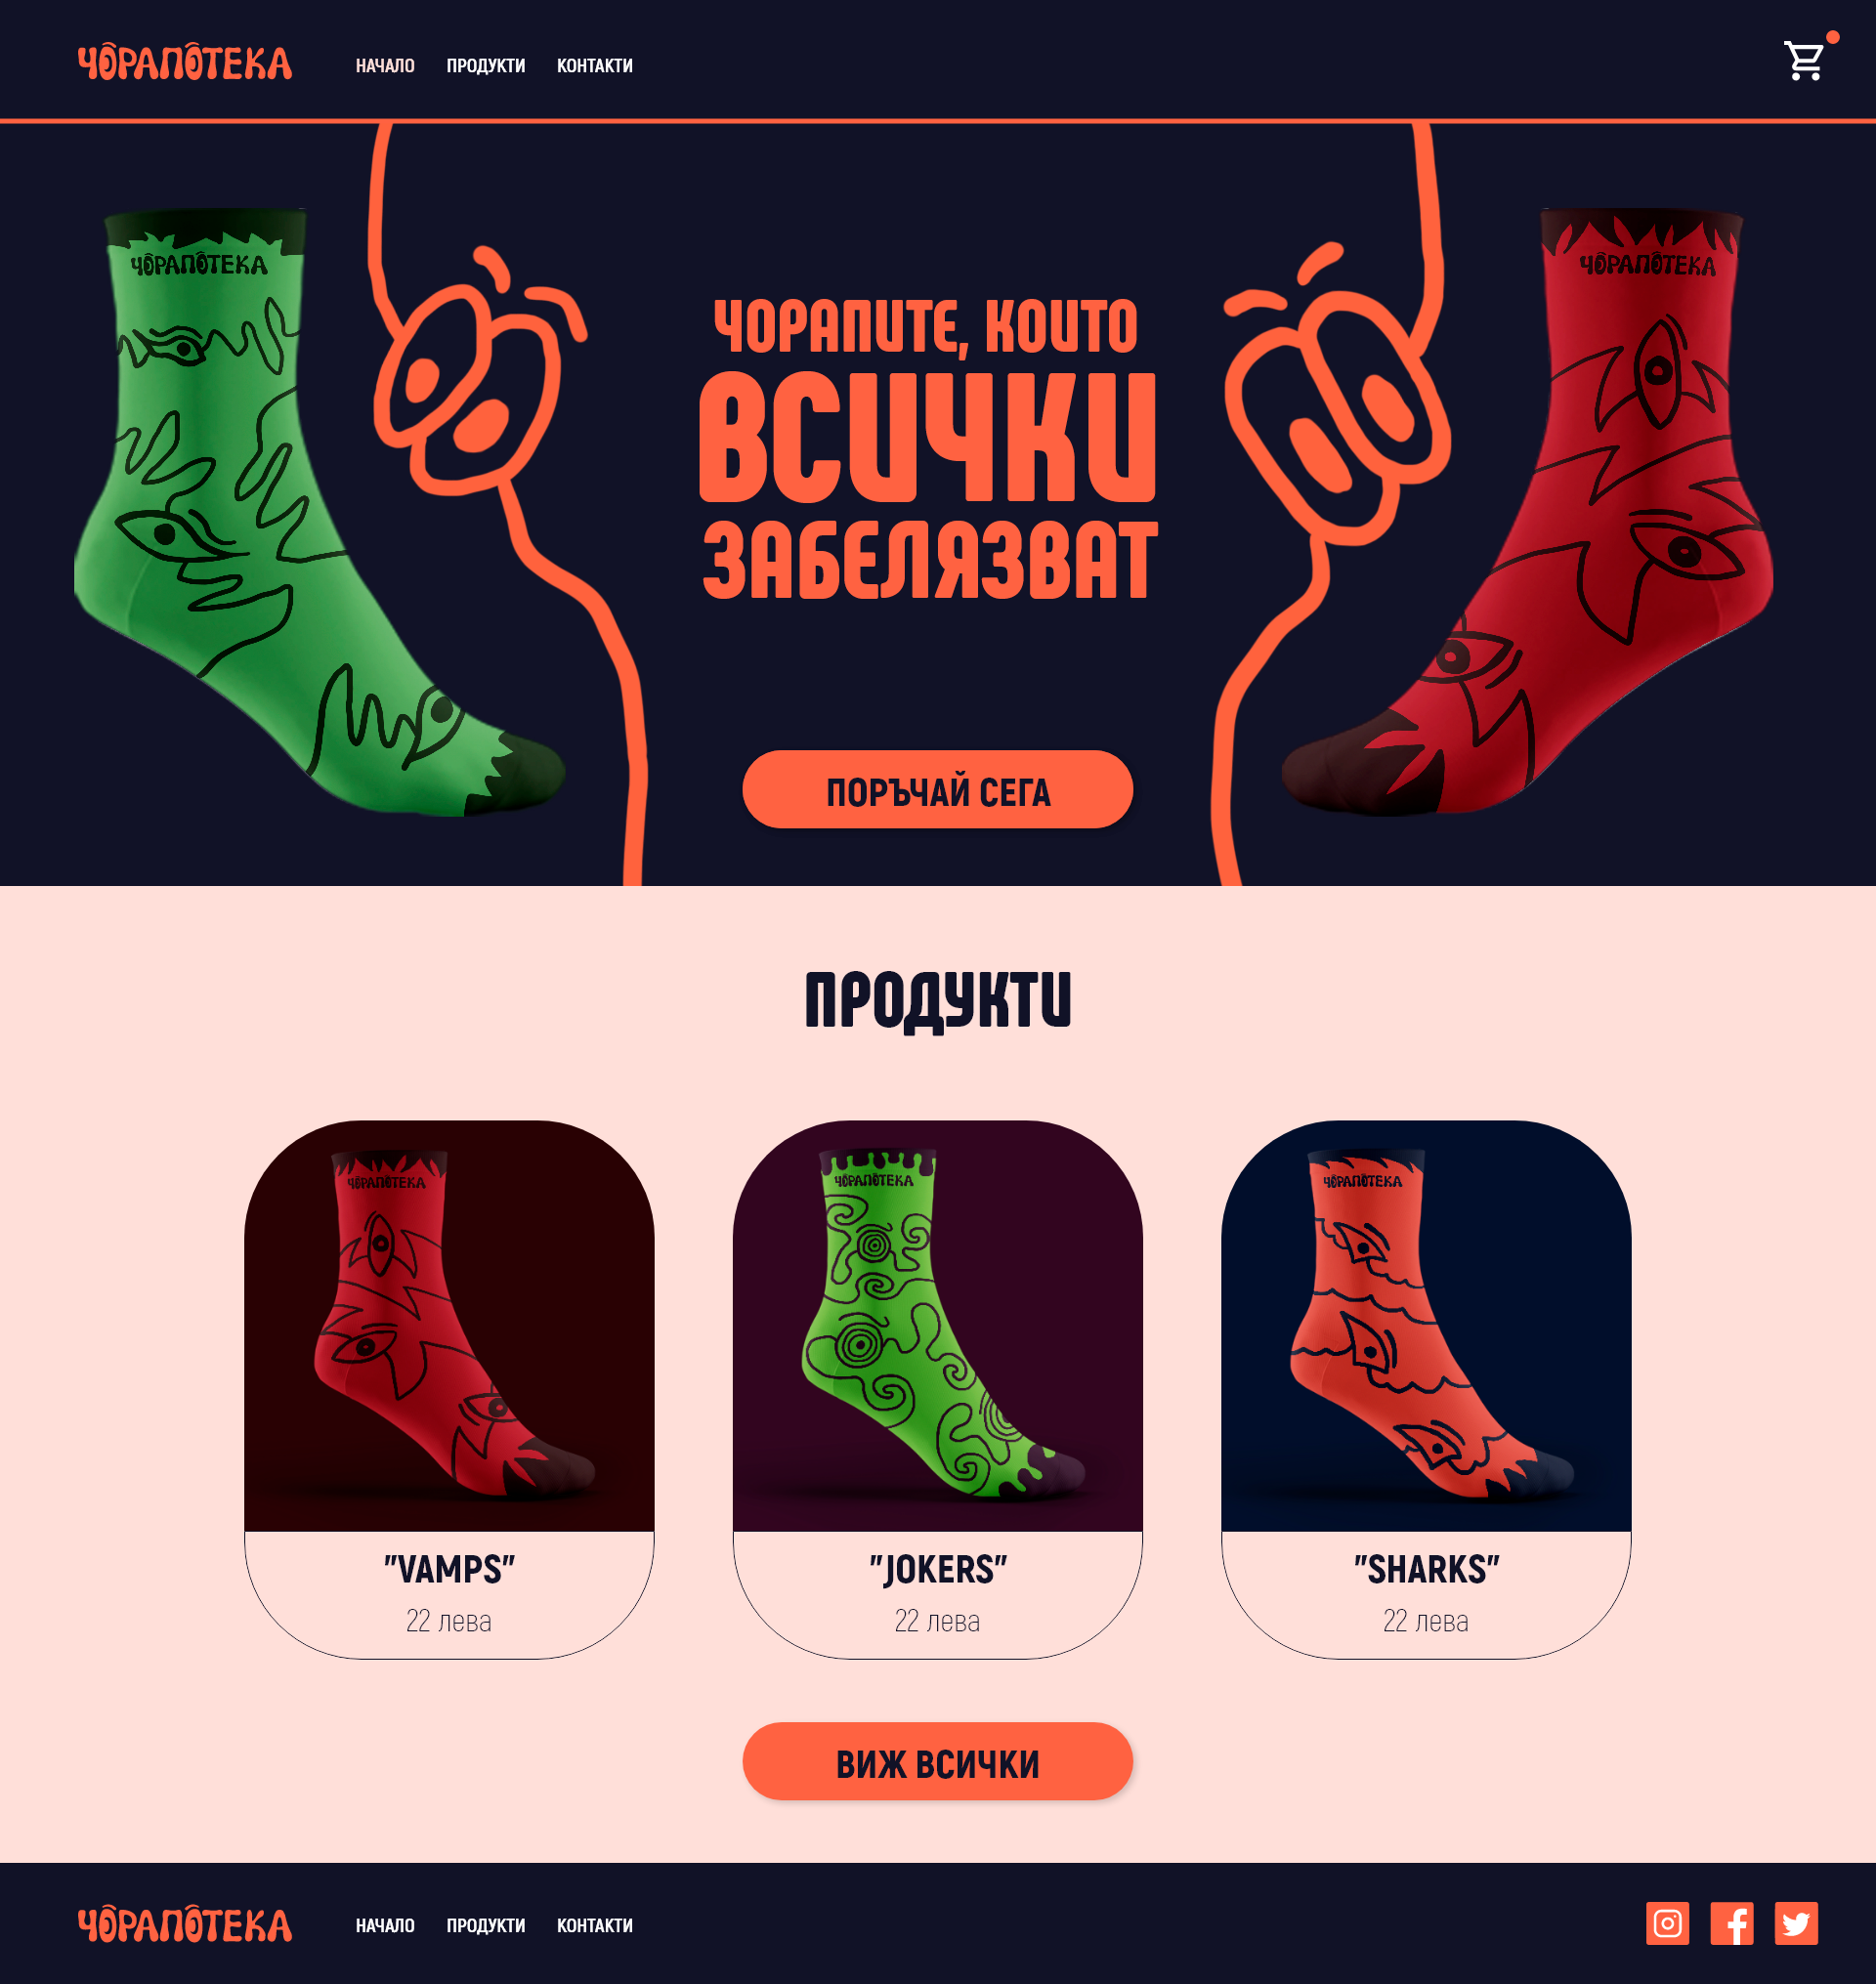 ЧОРАПОТЕКА
НАЧАЛО ПРОДУКТИ КОНТАКТИ
ЧОРАПОТЕКА
ЧОРАПОТЕКА
ЧОРАПИТЕ, КОИТО
ВСИЧКИ
ЗАБЕЛЯЗВАТ
ПОРЪЧАЙ СЕГА
ПРОДУКТИ
ЧОРАПОТЕКА
ЧОРАПОТЕКА
ЧОРАПОТЕКА
"VAMPS"
22 лева
"JOKERS"
22 лева
"SHARKS"
22 лева
ВИЖ ВСИЧКИ
ЧОРАПОТЕКА
НАЧАЛО ПРОДУКТИ КОНТАКТИ